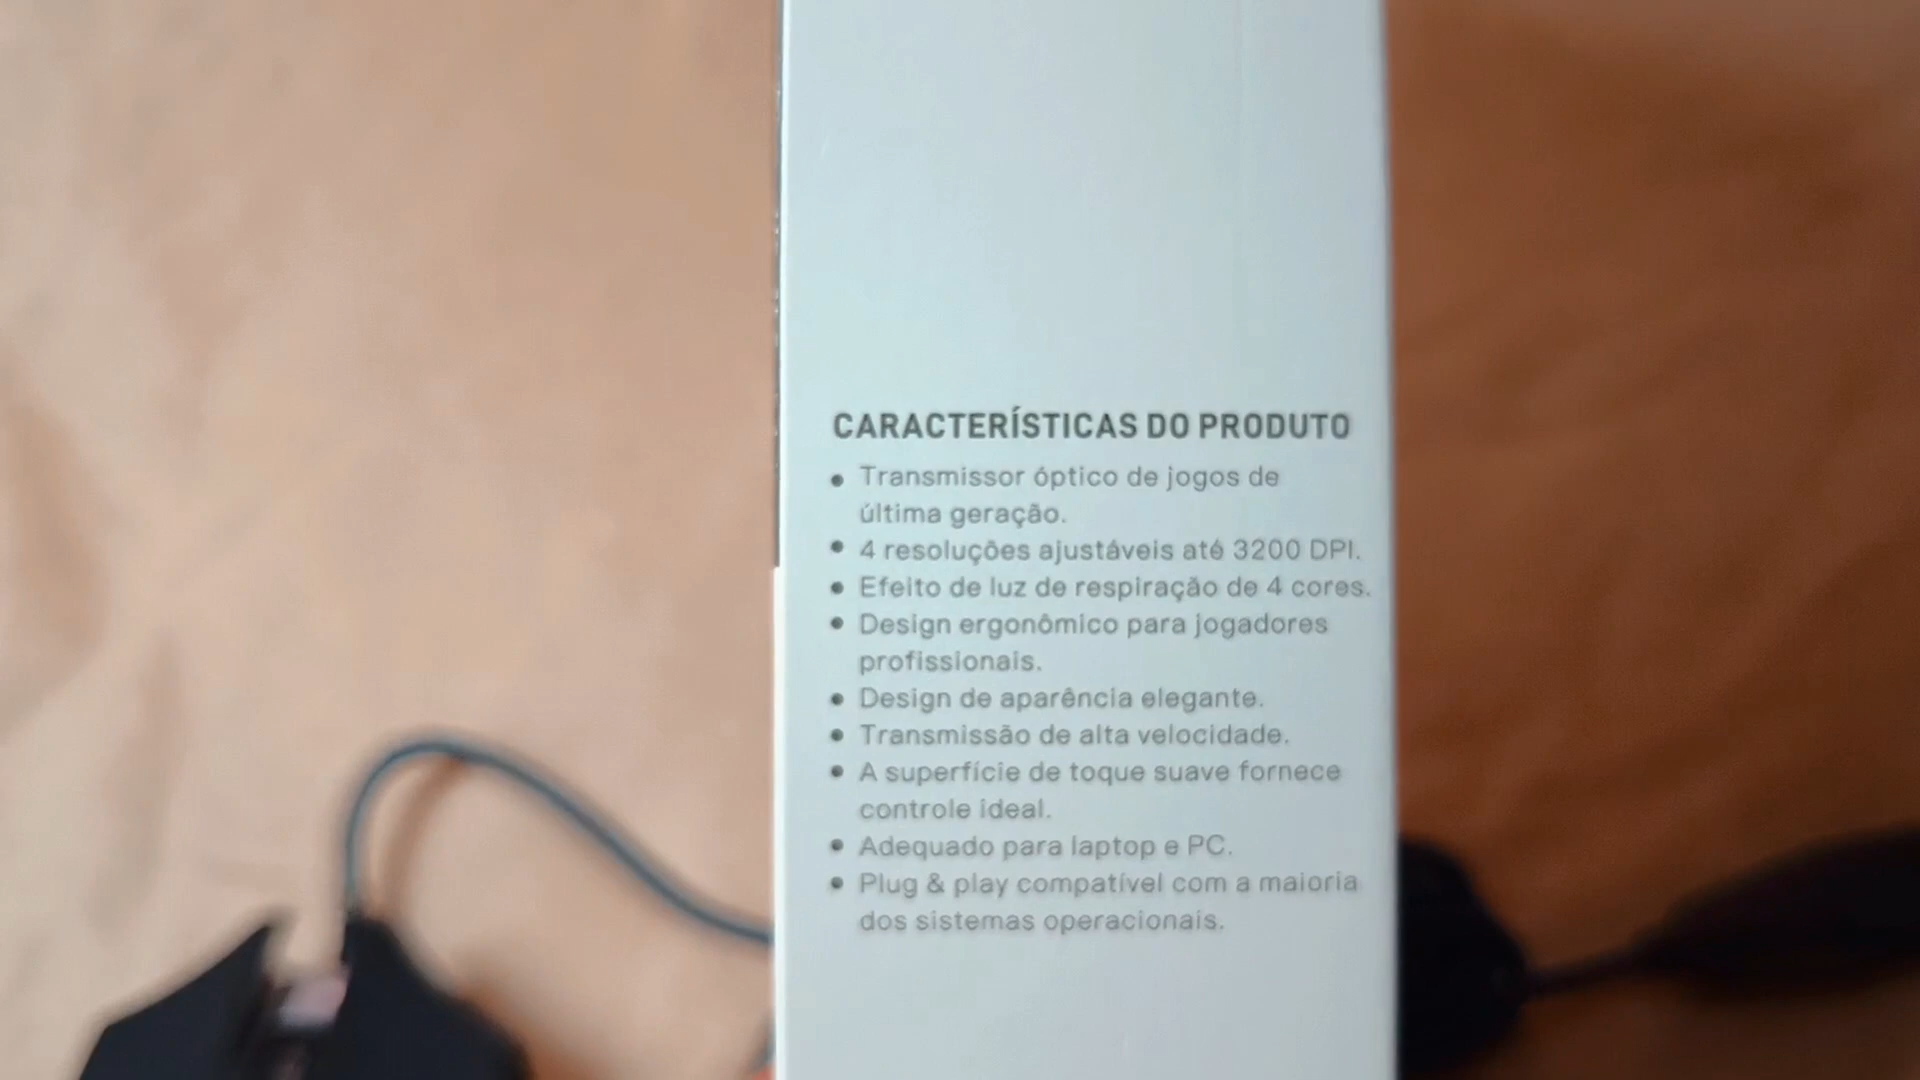 CARACTERÍSTICAS DO PRODUTO
• Transmissor óptico de jogos de
última geração.
• 4 resoluções ajustáveis até 3200 DPI.
• Efeito de luz de respiração de 4 cores.
• Design ergonômico para jogadores
profissionais.
• Design de aparência elegante.
• Transmissão de alta velocidade.
• A superfície de toque suave fornece
controle ideal.
• Adequado para laptop e PC.
• Plug & play compatível com a maioria
dos sistemas operacionais.